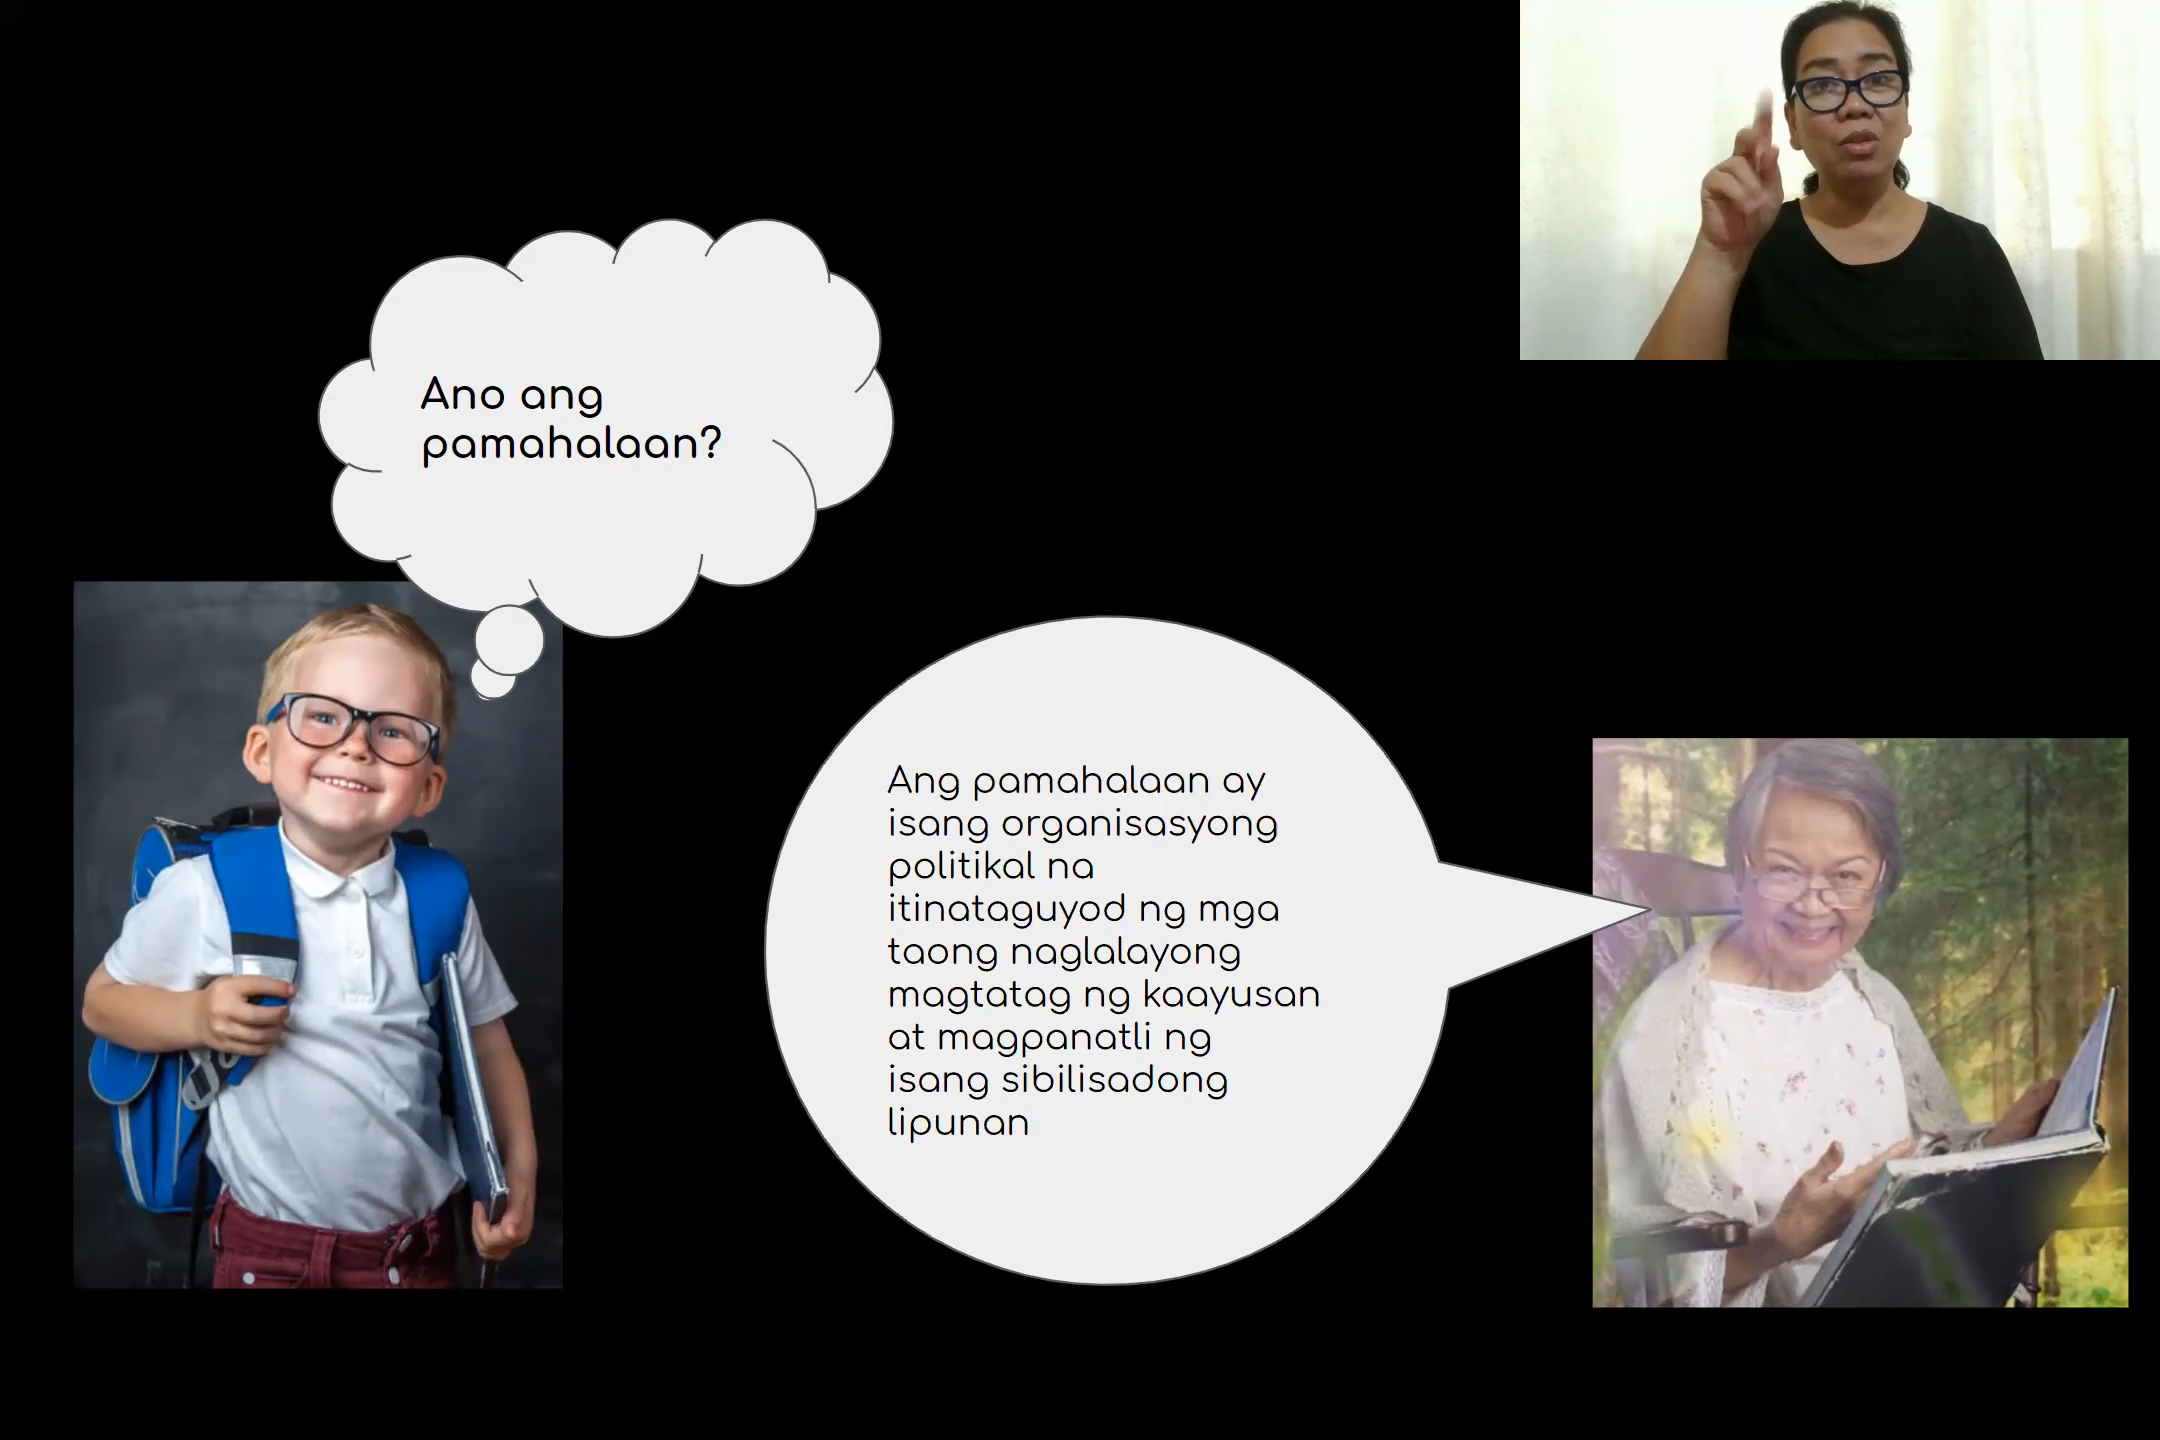 Ano ang
pamahalaan?
Ang pamahalaan ay
isang organisasyong
politikal na
itinataguyod ng mga
taong naglalayong
magtatag ng kaayusan
at magpanatli ng
isang sibilisadong
lipunan